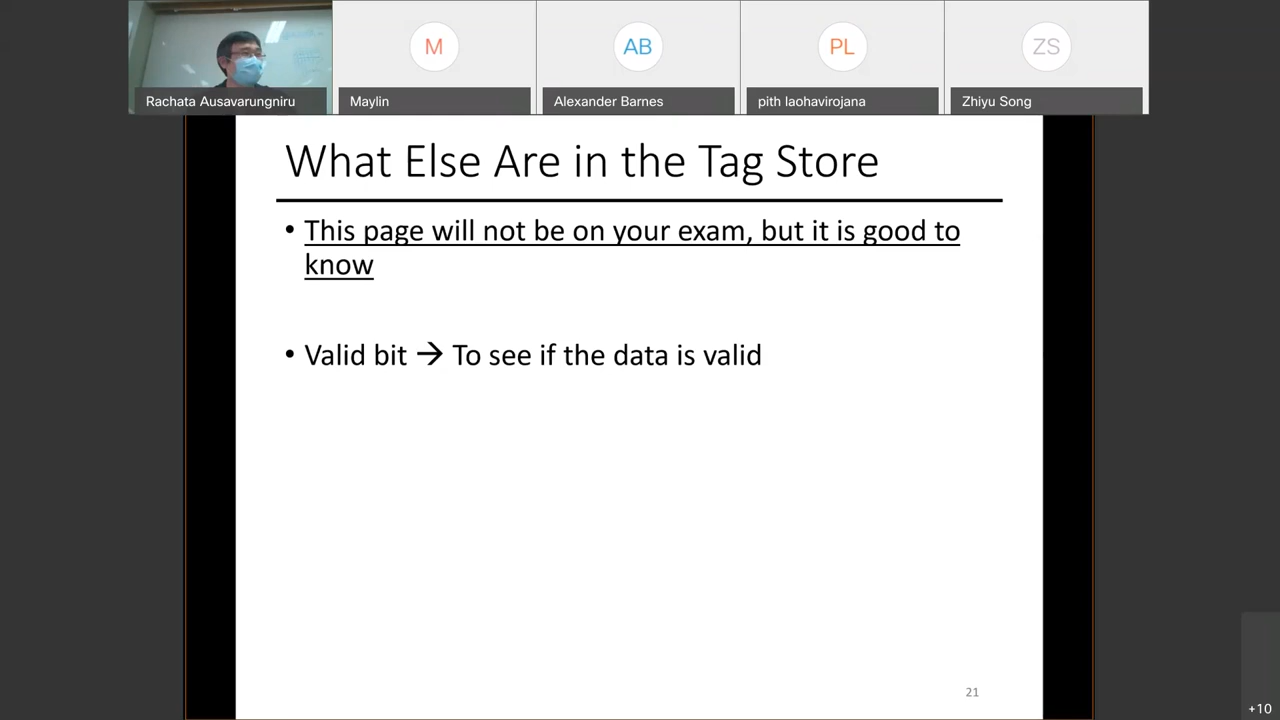 M
AB
PL
ZS
Rachata Ausavarungniru
Maylin
Alexander Barnes
pith laohavirojana
Zhiyu Song
What Else Are in the Tag Store
• This page will not be on your exam, but it is good to
know
• Valid bit → To see if the data is valid
21
+10